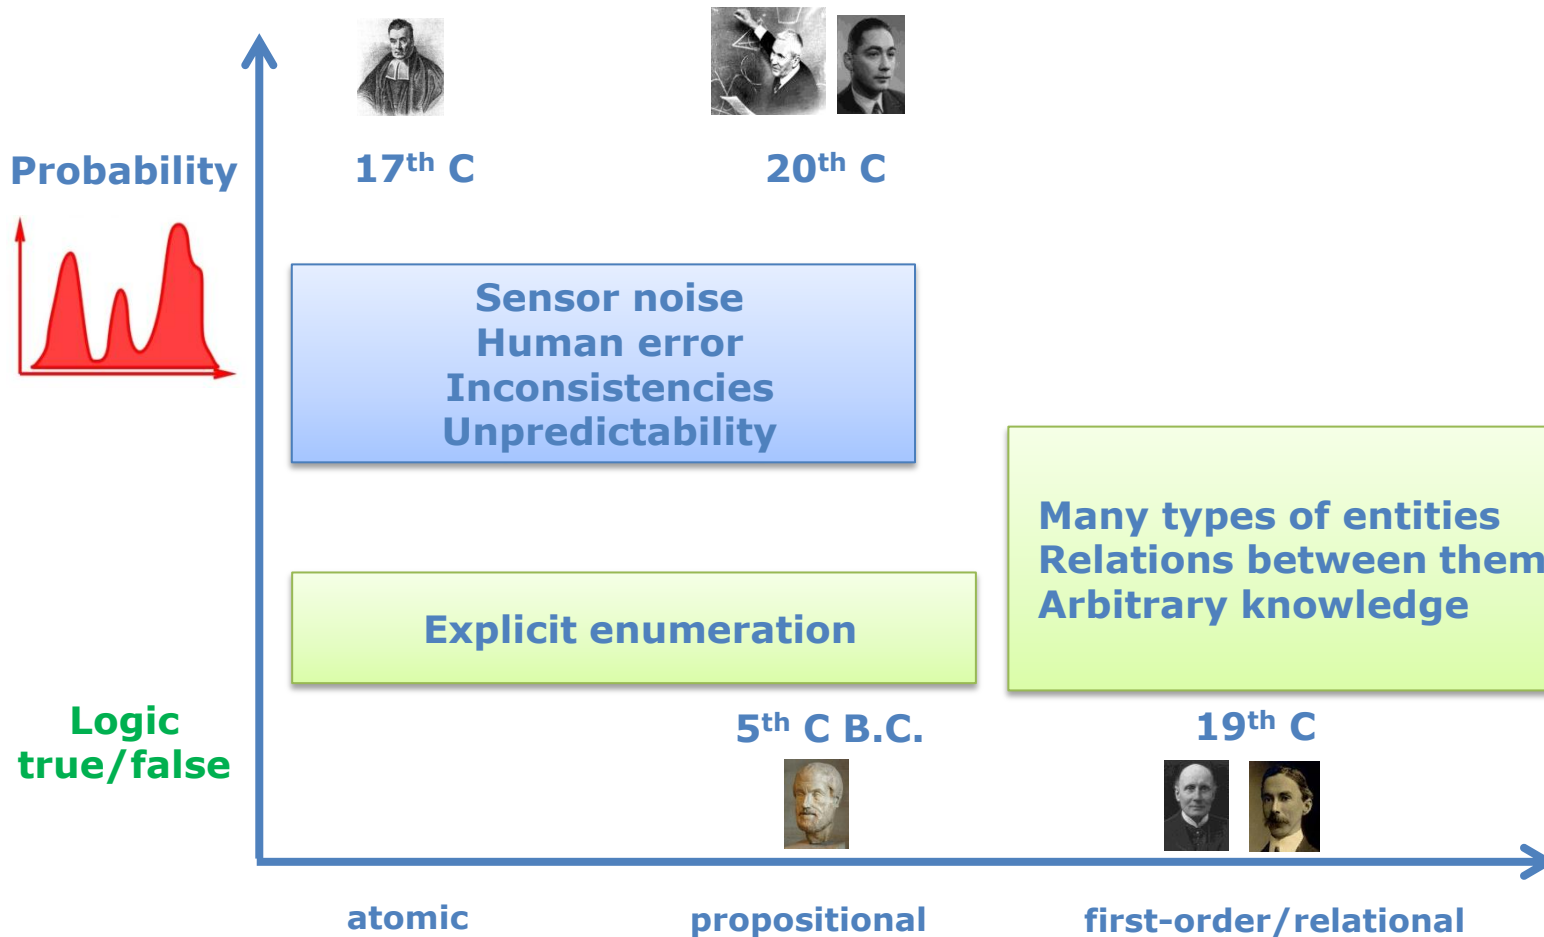 Probability
17th C
20th C
Sensor noise
Human error
Inconsistencies
Unpredictability
Many types of entities
Relations between them
Arbitrary knowledge
Explicit enumeration
Logic
true/false
5th C B.C.
19th C
atomic
propositional
first-order/relational